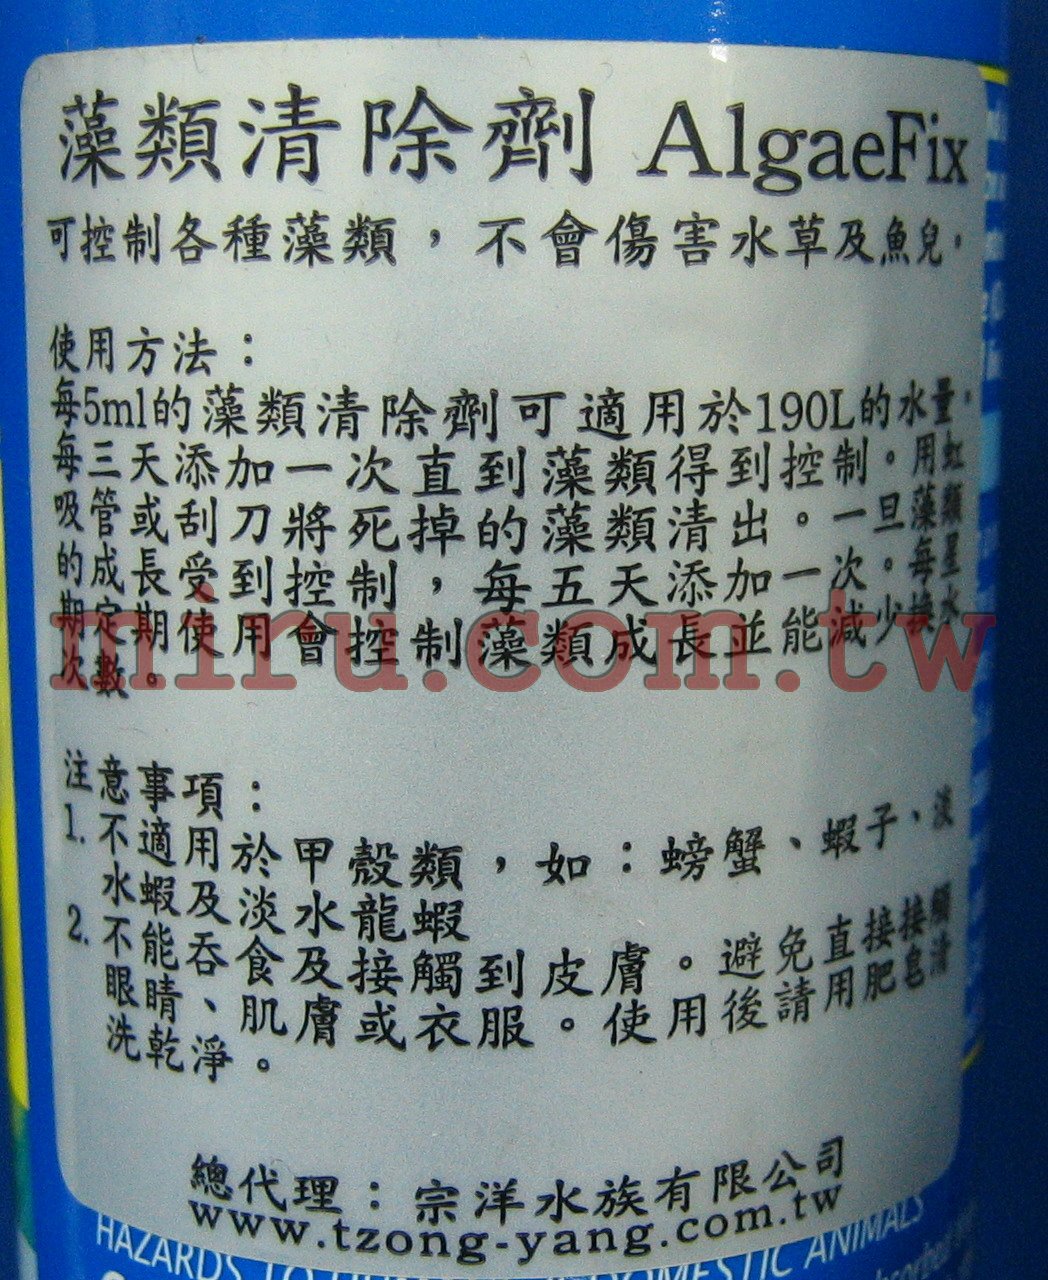 藻類清除劑 AlgaeFix
可控制各種藻類，不會傷害水草及魚兒。
使用方法：
每5ml的藻類清除劑可適用於190L的水量。
每三天添加一次直到藻類得到控制。用虹
吸管或刮刀將死掉的藻類清出。一旦藻類
的成長受到控制，每五天添加一次。每星
期定期使用會控制藻類成長並能減少換水
次數。
miru.com.tw
注意事項：
1.不適用於甲殼類，如：螃蟹、蝦子、淡
水蝦及淡水龍蝦
2.不能吞食及接觸到皮膚。避免直接接觸
眼睛、肌膚或衣服。使用後請用肥皂清
洗乾淨。
總代理：宗洋水族有限公司
www.tzong-yang.com.tw
HAZARDS TO DOMESTIC ANIMALS